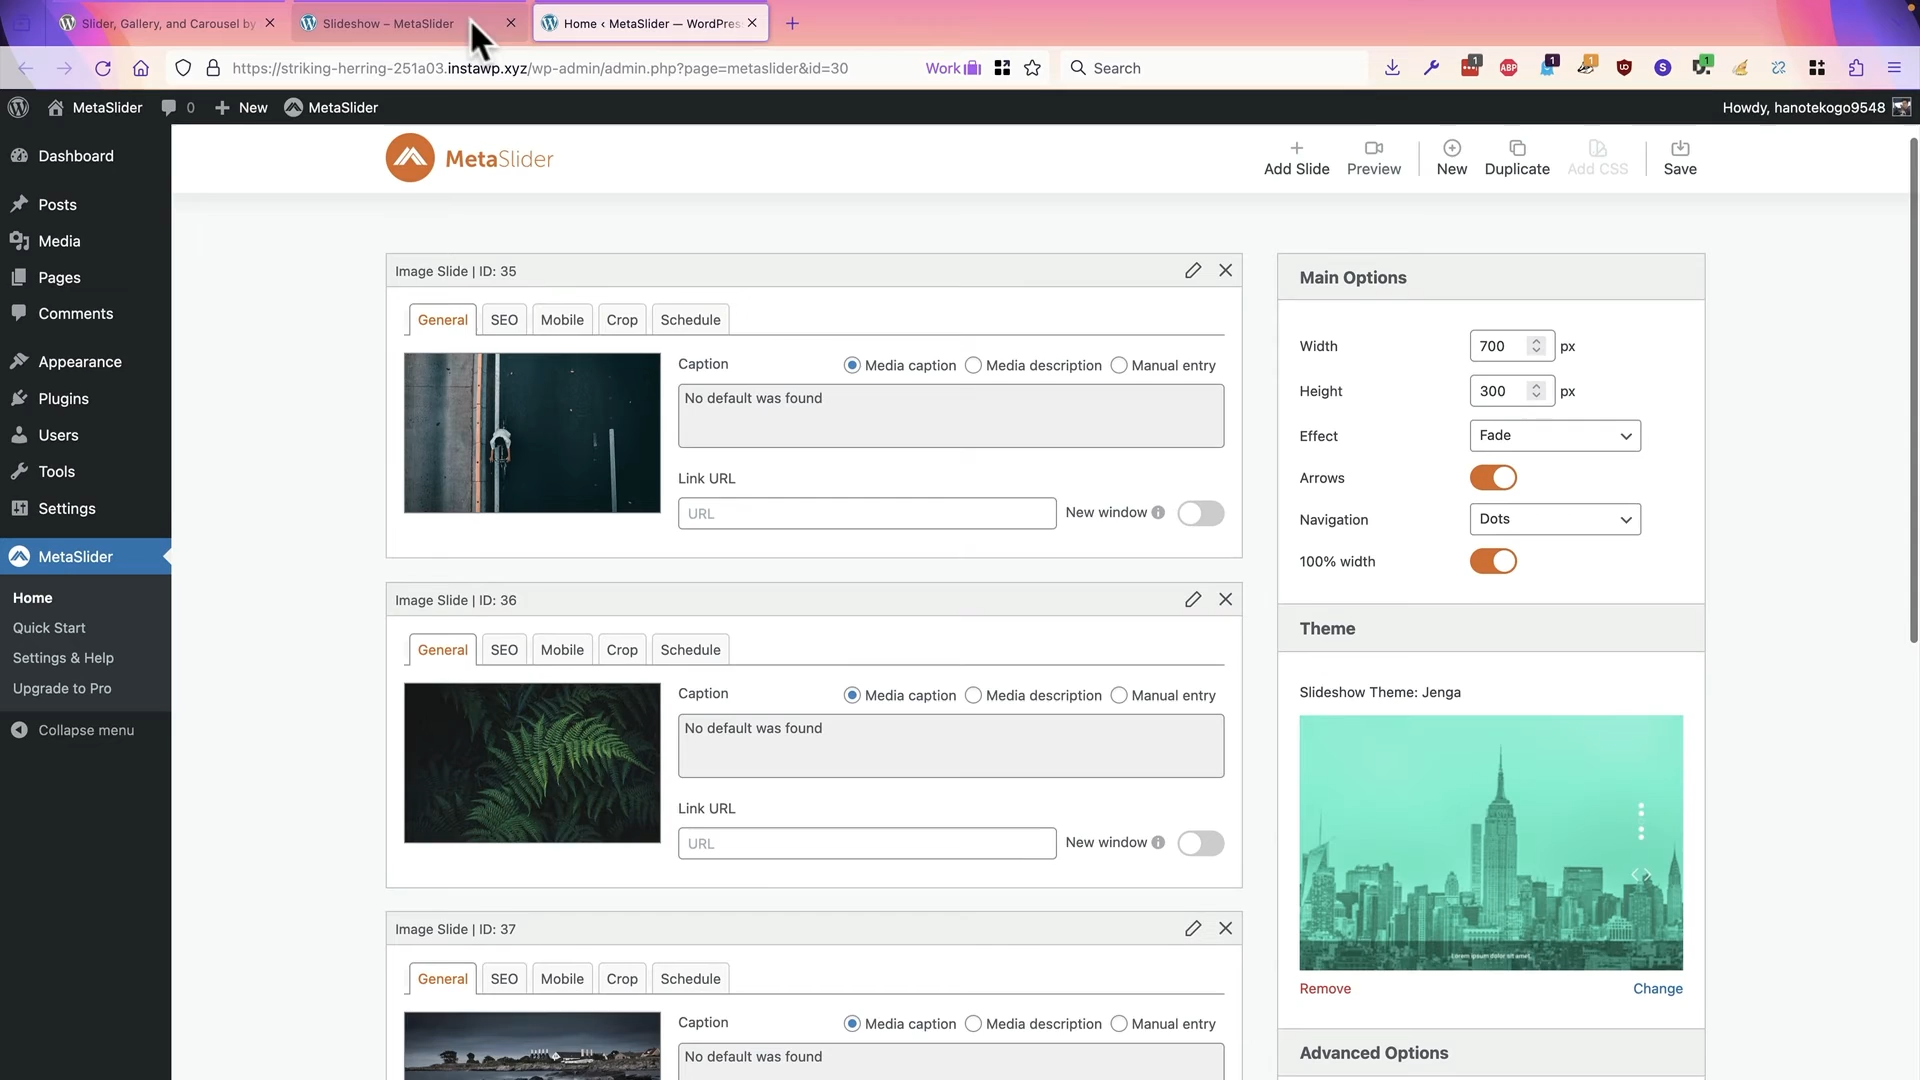 Slider, Gallery, and Carousel by
Slideshow – MetaSlider
Home ‹ MetaSlider — WordPres
https://striking-herring-251a03.instawp.xyz/wp-admin/admin.php?page=metaslider&id=30
Work
Search
1
ABP
1
1
S
1
MetaSlider
0
New
MetaSlider
Howdy, hanotekogo9548
Dashboard
Posts
Media
Pages
Comments
Appearance
Plugins
Users
Tools
Settings
MetaSlider
Home
Quick Start
Settings & Help
Upgrade to Pro
Collapse menu
MetaSlider
Add Slide
Preview
New
Duplicate
Add CSS
Save
Image Slide | ID: 35
General
SEO
Mobile
Crop
Schedule
Caption
Media caption
Media description
Manual entry
No default was found
Link URL
URL
New window
Image Slide | ID: 36
General
SEO
Mobile
Crop
Schedule
Caption
Media caption
Media description
Manual entry
No default was found
Link URL
URL
New window
Image Slide | ID: 37
General
SEO
Mobile
Crop
Schedule
Caption
Media caption
Media description
Manual entry
No default was found
Main Options
Width
700
px
Height
300
px
Effect
Fade
Arrows
Navigation
Dots
100% width
Theme
Slideshow Theme: Jenga
Lorem ipsum dolor sit amet
Remove
Change
Advanced Options